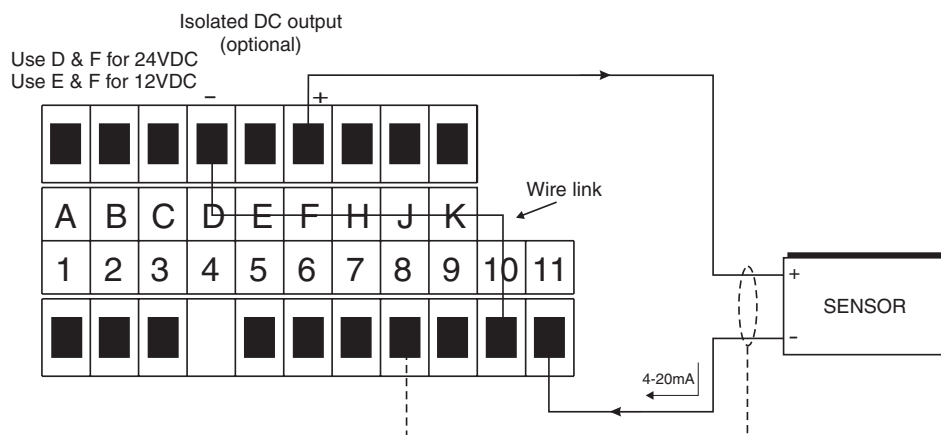 Isolated DC output
(optional)
Use D & F for 24VDC
Use E & F for 12VDC
– +
Wire link
A B C D E F H J K
1 2 3 4 5 6 7 8 9 10 11
+
SENSOR
–
4-20mA